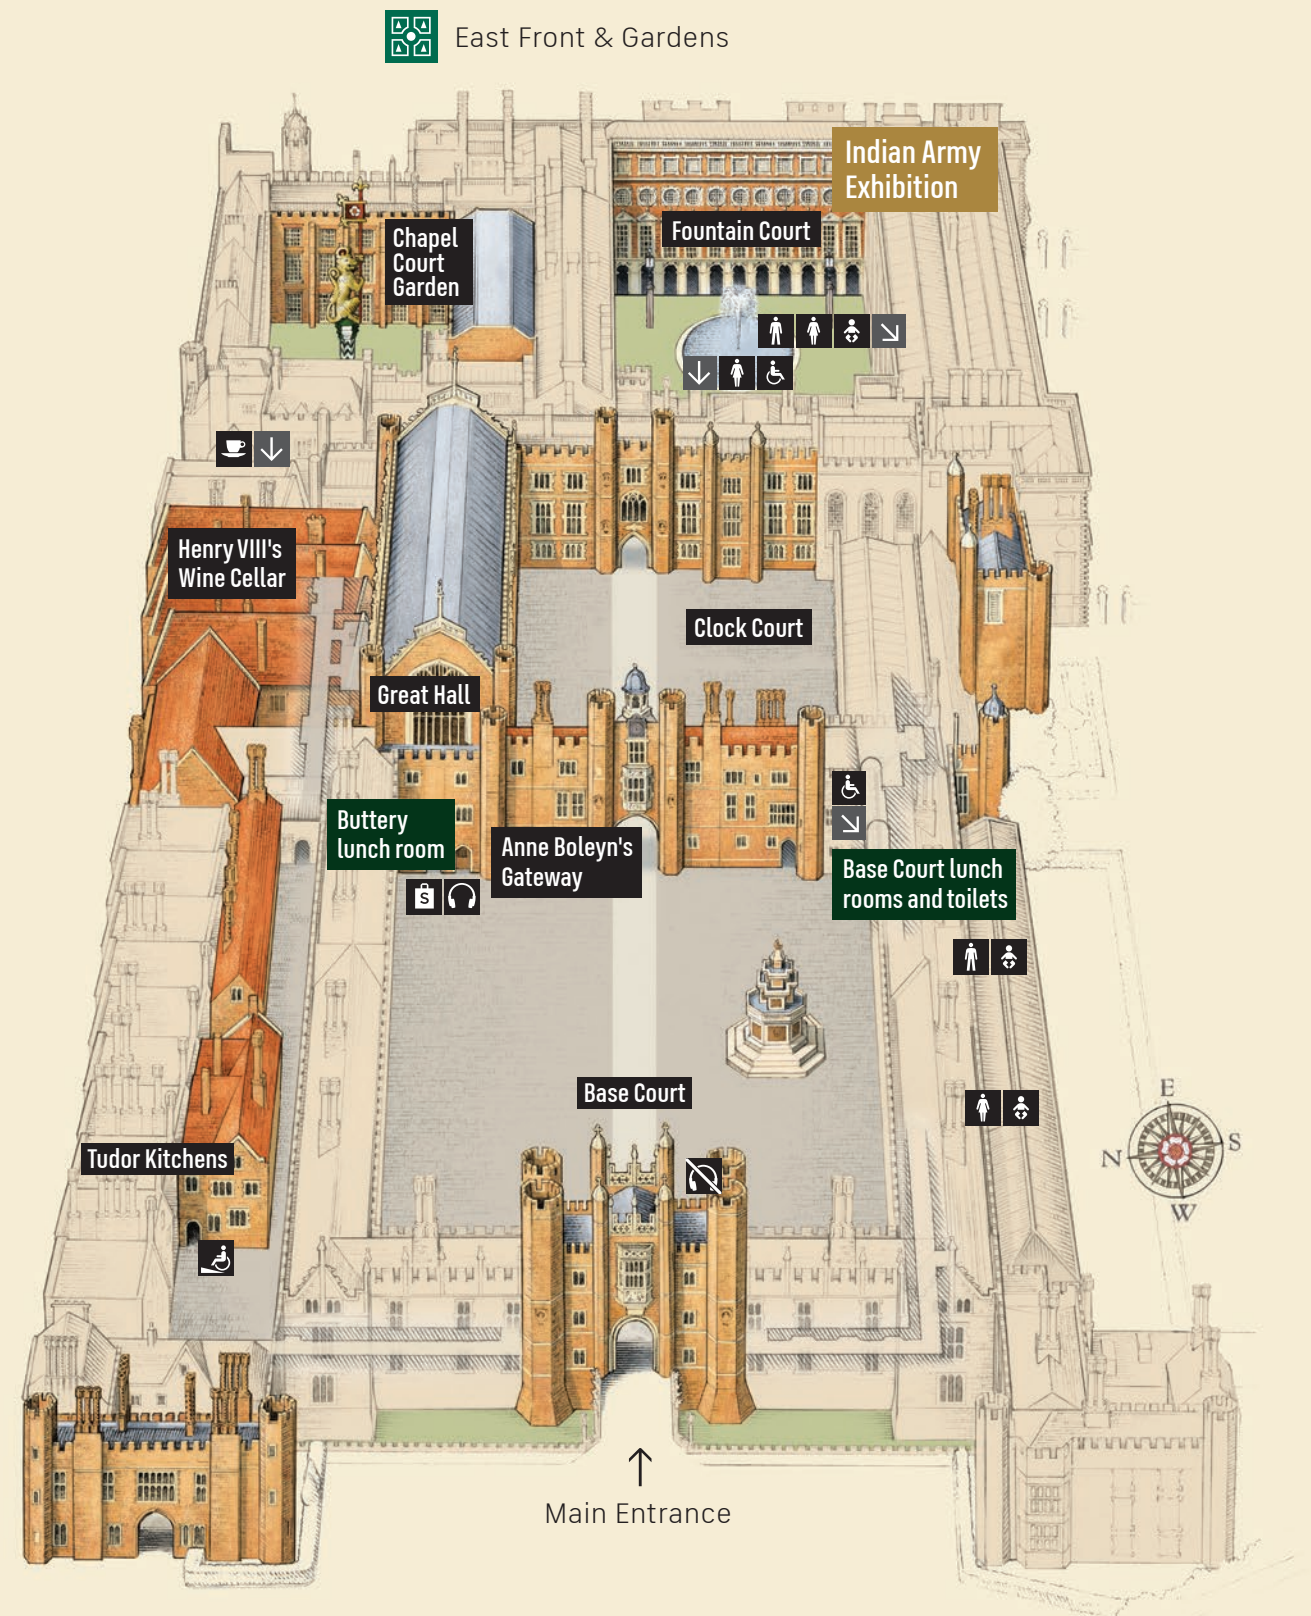 East Front & Gardens
Indian Army
Exhibition
Chapel
Court
Garden
Fountain Court
Henry VIII's
Wine Cellar
Clock Court
Great Hall
Buttery
lunch room
Anne Boleyn's
Gateway
Base Court lunch
rooms and toilets
S
Base Court
E
N
S
W
Tudor Kitchens
Main Entrance